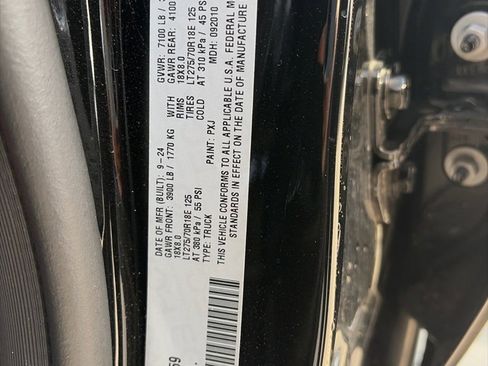 59
DATE OF MFR (BUILT): 9-24
GVWR: 7100 LB /
GAWR FRONT: 3900 LB / 1770 KG WITH
GAWR REAR: 4100
18X8.0 RIMS
18X8.0
LT275/70R18E 125 TIRES
LT275/70R18E 125
AT 380 kPa / 55 PSI COLD
AT 310 kPa / 45 PSI
TYPE: TRUCK
PAINT: PXJ
MDH: 092010
THIS VEHICLE CONFORMS TO ALL APPLICABLE U.S.A. FEDERAL M
STANDARDS IN EFFECT ON THE DATE OF MANUFACTURE